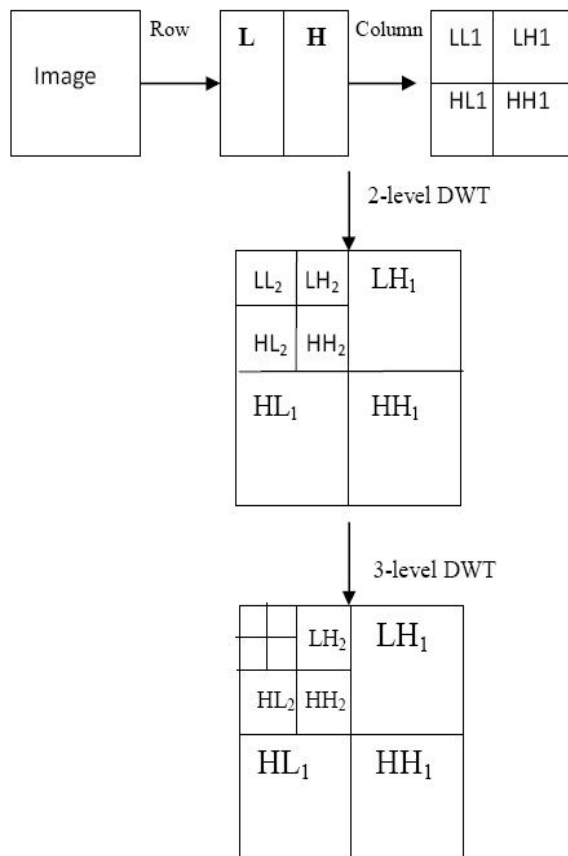 Row
Column
Image
L H
LL1 LH1
HL1 HH1
2-level DWT
LL₂ LH₂ LH₁
HL₂ HH₂
HL₁ HH₁
3-level DWT
LH₂ LH₁
HL₂ HH₂
HL₁ HH₁